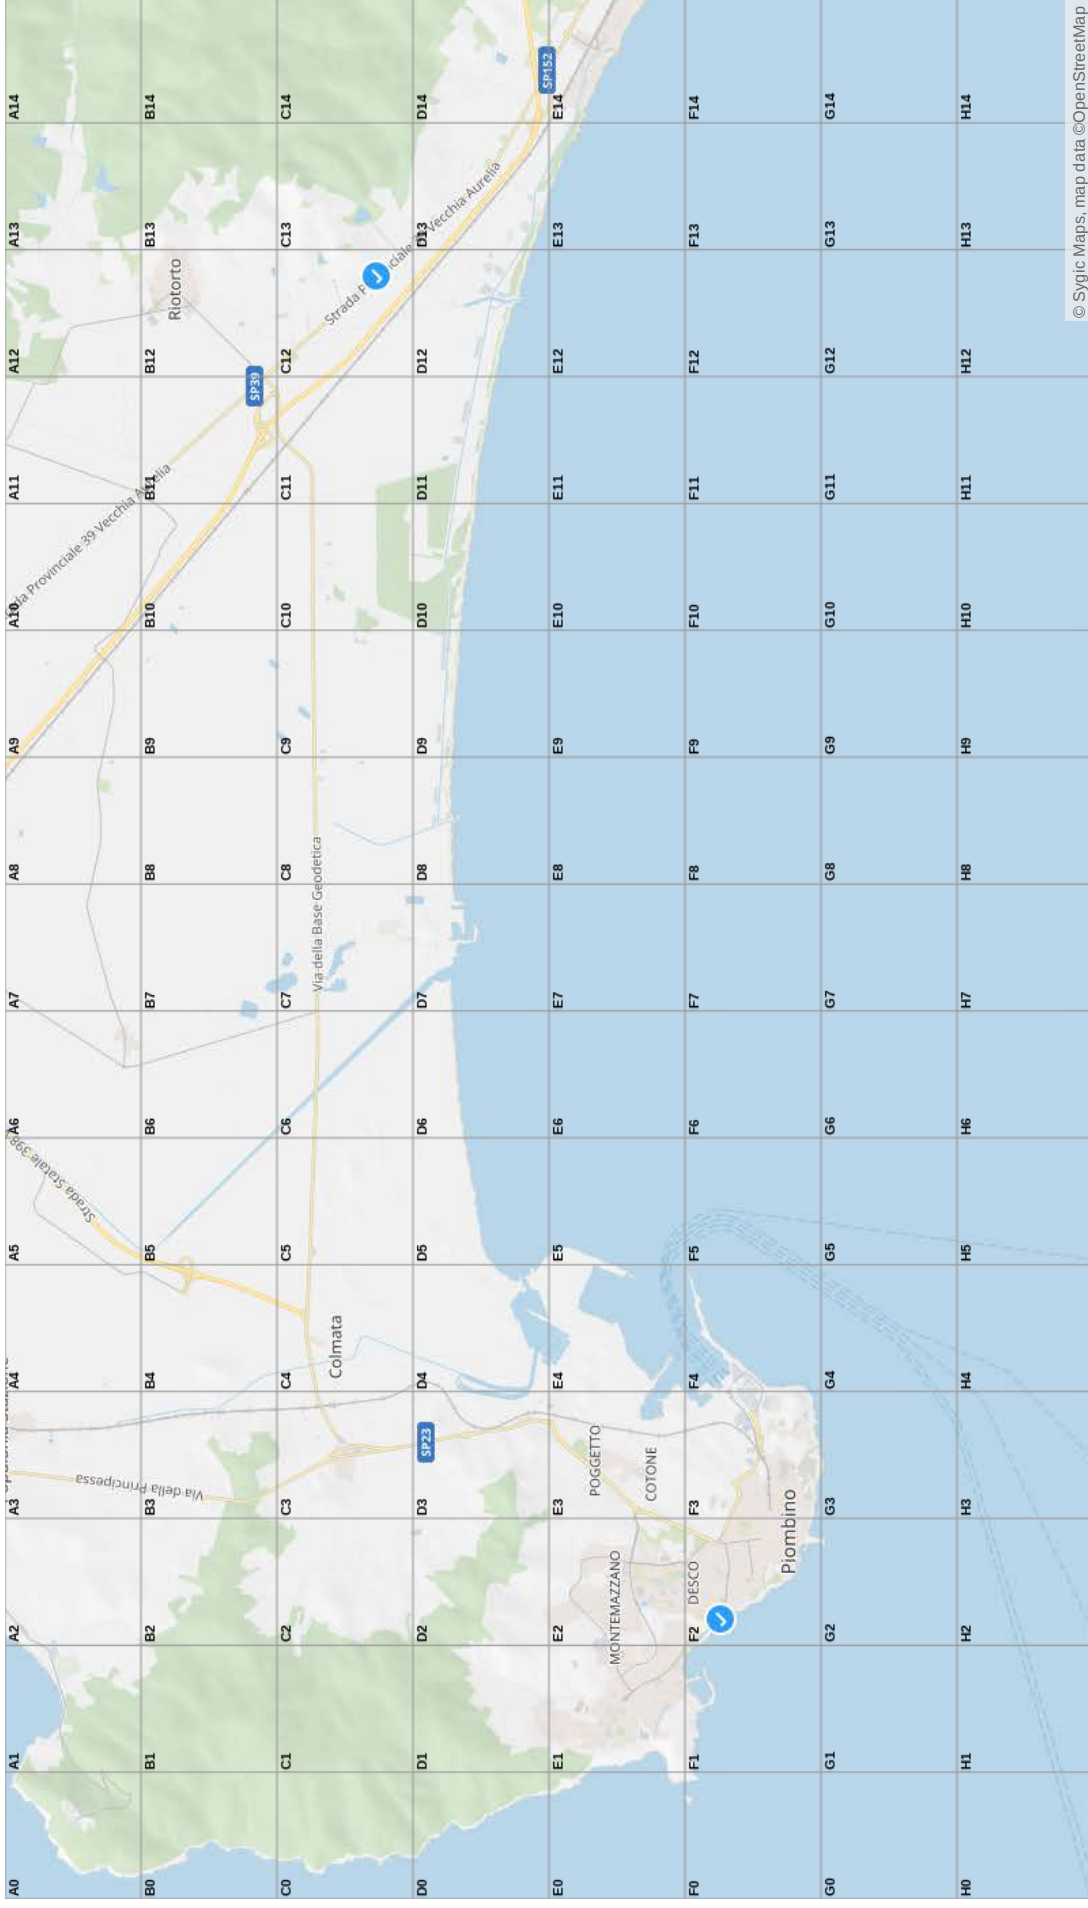 A0 A1 A2 A3 A4 A5 A6 A7 A8 A9 A10 A11 A12 A13 A14
Strada Statale 398
Provinciale 39 Vecchia Aurelia
Via della Principessa
B0 B1 B2 B3 B4 B5 B6 B7 B8 B9 B10 B11 B12 B13 B14
Riotorto
SP39
C0 C1 C2 C3 C4 C5 C6 C7 C8 C9 C10 C11 C12 C13 C14
Via della Base Geodetica
Colmata
Strada Vecchia Aurelia
D0 D1 D2 D3 D4 D5 D6 D7 D8 D9 D10 D11 D12 D13 D14
SP23
SP152
E0 E1 E2 E3 E4 E5 E6 E7 E8 E9 E10 E11 E12 E13 E14
POGGETTO
MONTEMAZZANO
COTONE
F0 F1 F2 F3 F4 F5 F6 F7 F8 F9 F10 F11 F12 F13 F14
DESCO
Piombino
G0 G1 G2 G3 G4 G5 G6 G7 G8 G9 G10 G11 G12 G13 G14
H0 H1 H2 H3 H4 H5 H6 H7 H8 H9 H10 H11 H12 H13 H14
© Sygic Maps, map data ©OpenStreetMap